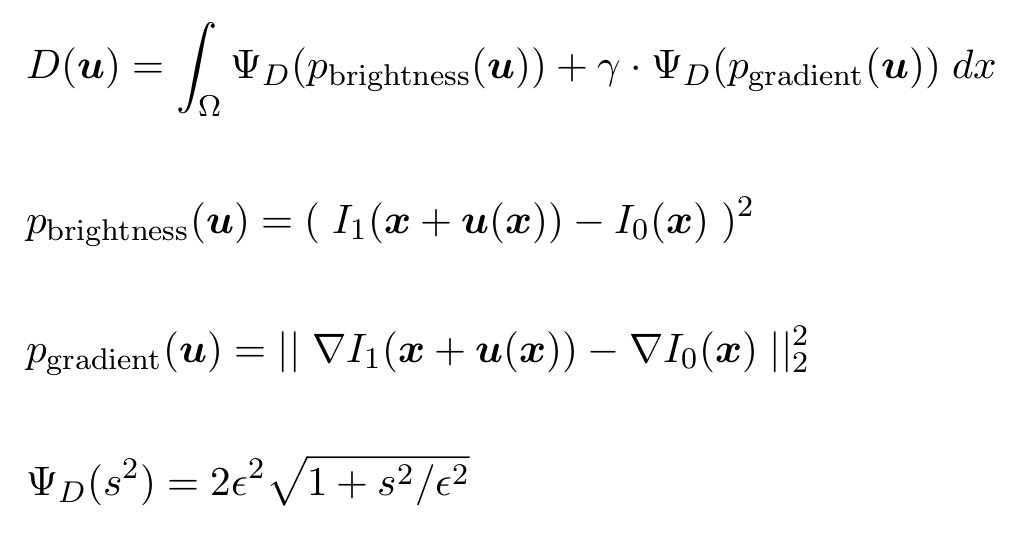 D(u) = ∫_Ω Ψ_D(p_brightness(u)) + γ · Ψ_D(p_gradient(u)) dx
p_brightness(u) = ( I_1(x + u(x)) − I_0(x) )^2
p_gradient(u) = || ∇I_1(x + u(x)) − ∇I_0(x) ||_2^2
Ψ_D(s^2) = 2ϵ^2 √(1 + s^2/ϵ^2)